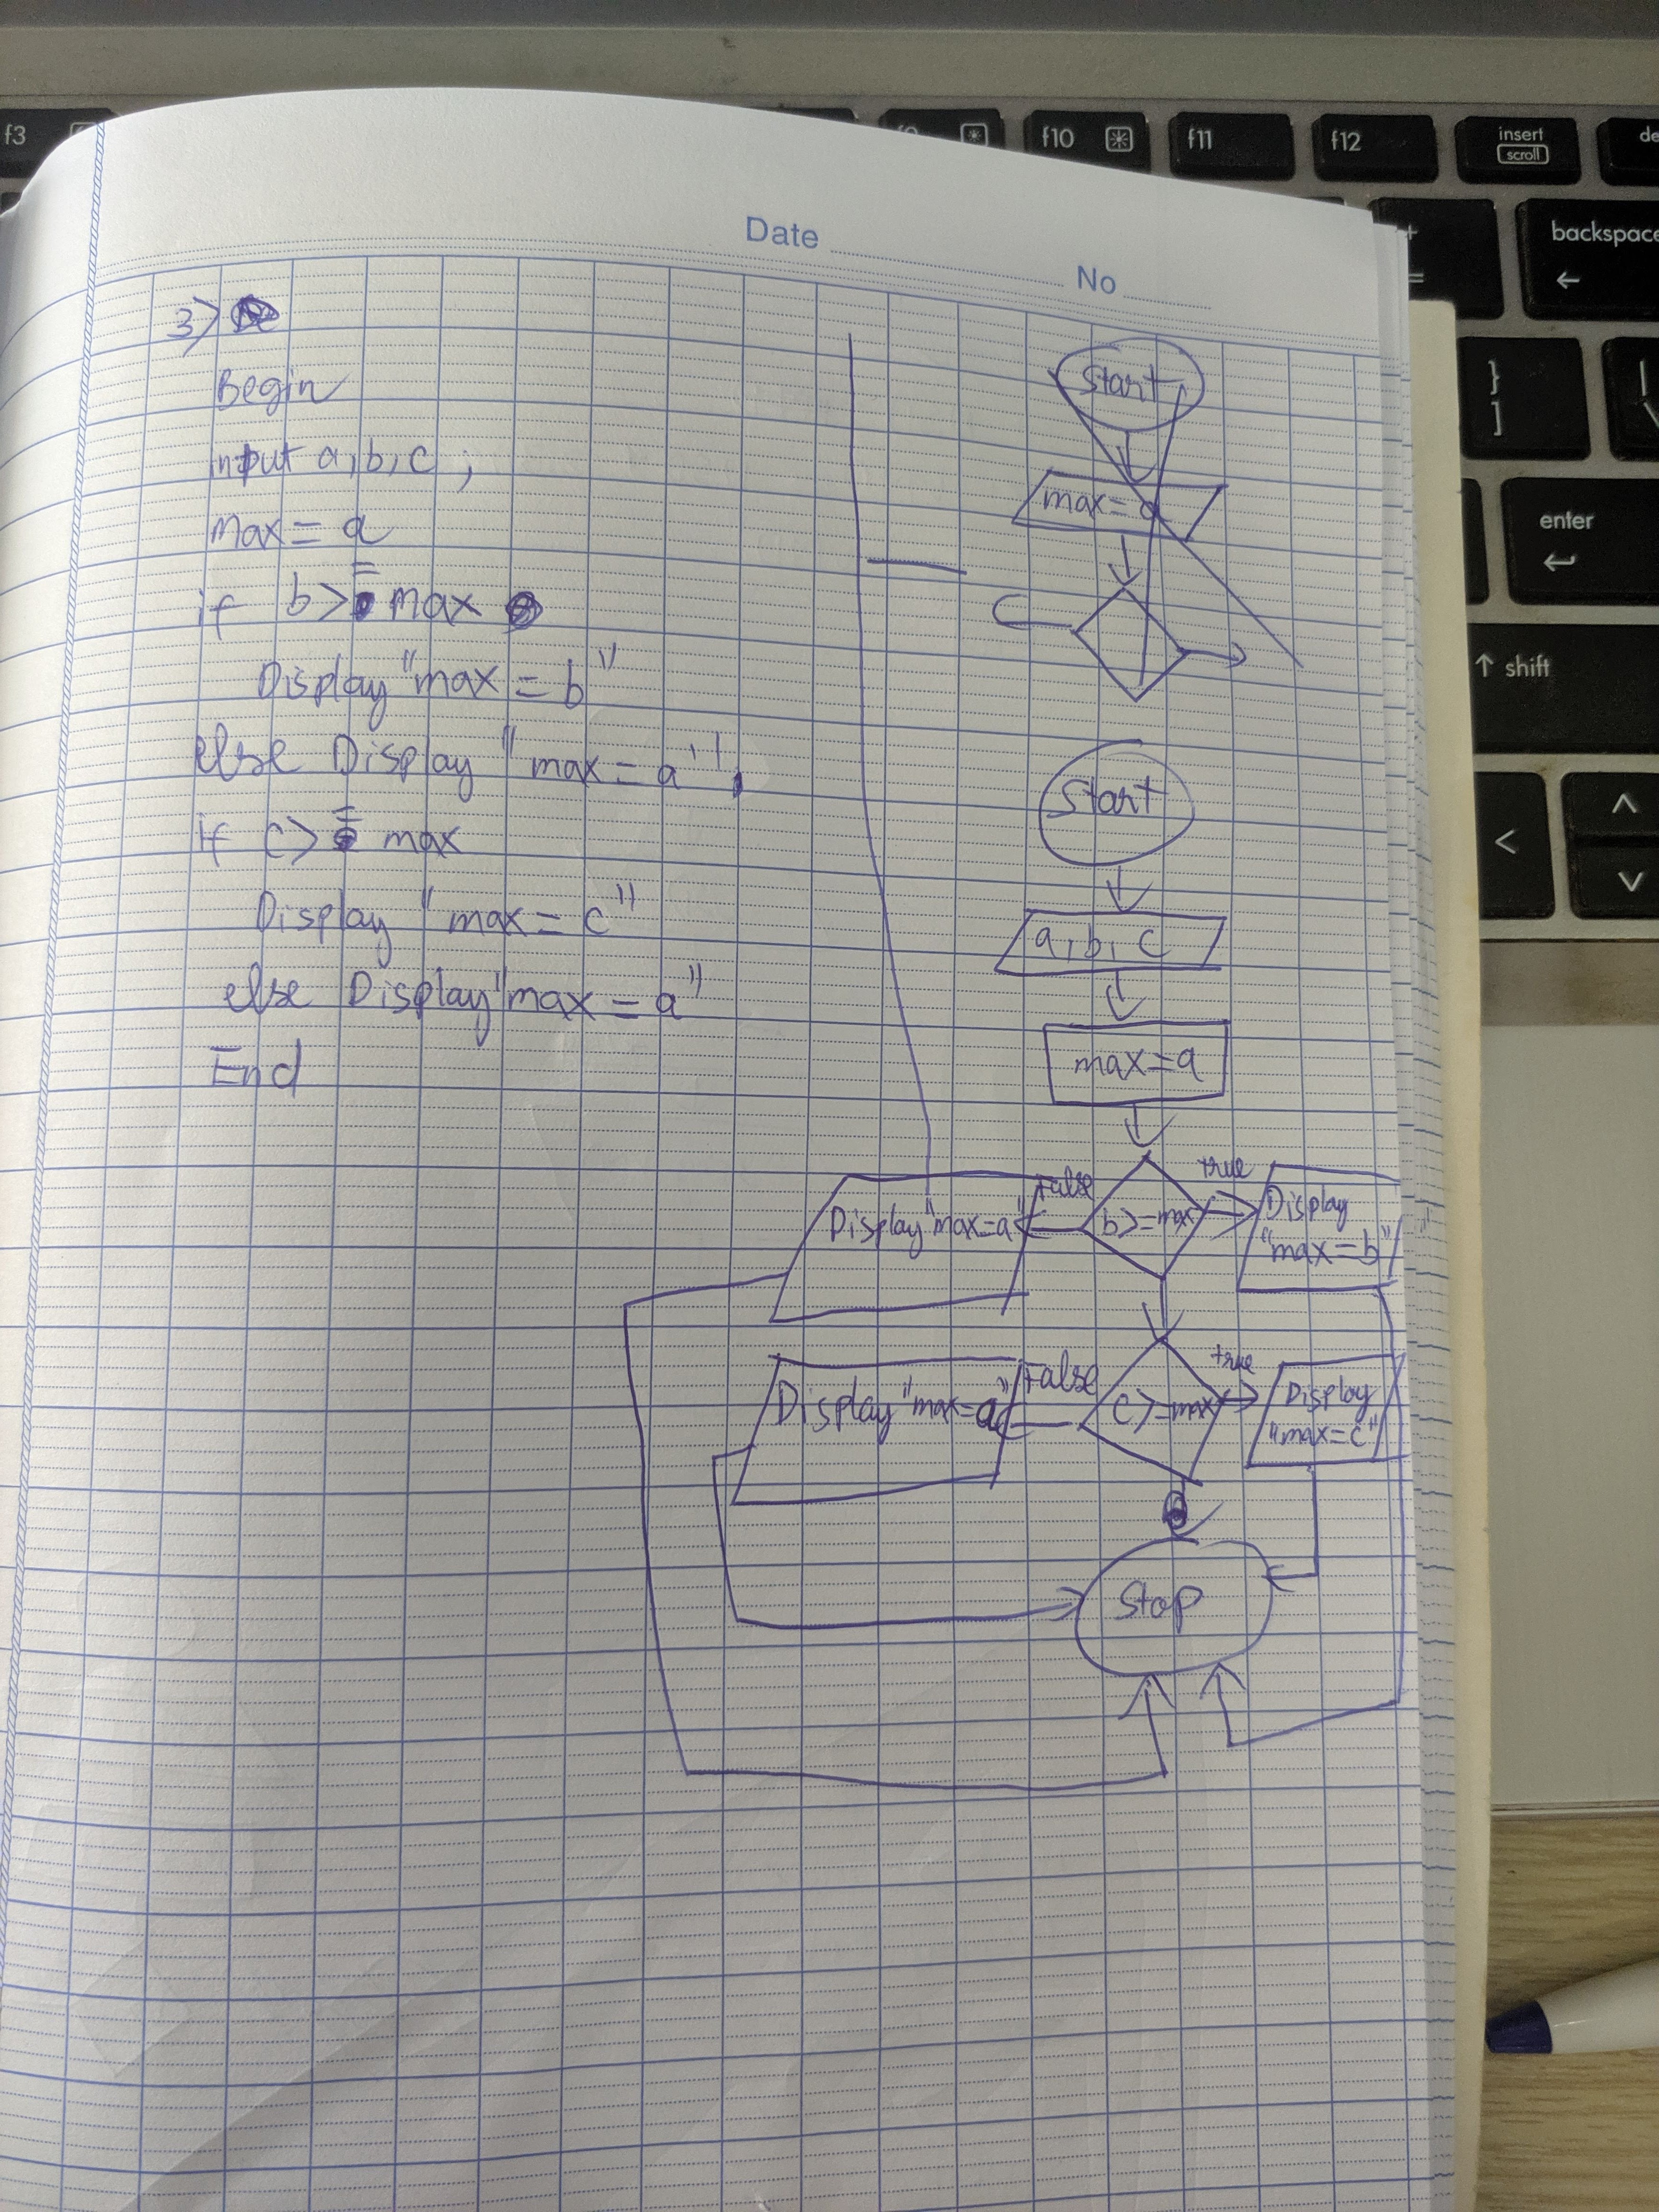 f3
f10
f11
f12
insert
scroll
de
backspace
enter
shift
Date
No
3>
Begin
input a, b, c ;
max = a
if b >= max
Display "max = b"
else Display "max = a",
if c >= max
Display "max = c"
else Display "max = a"
End
Start
max = a
Start
a, b, c
max = a
b >= max
False
true
Display "max = a"
Display
"max = b"
c >= max
False
true
Display "max = a"
Display
"max = c"
Stop